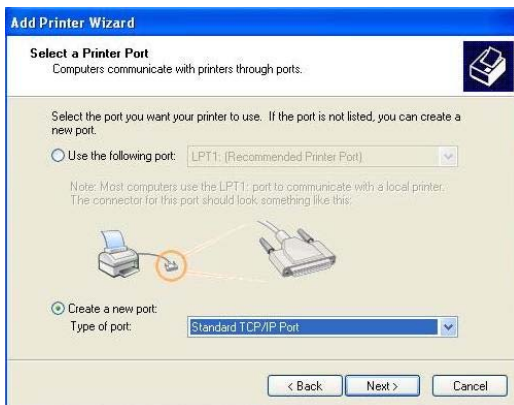 Add Printer Wizard
Select a Printer Port
Computers communicate with printers through ports.
Select the port you want your printer to use. If the port is not listed, you can create a
new port.
Use the following port: LPT1: (Recommended Printer Port)
Note: Most computers use the LPT1: port to communicate with a local printer.
The connector for this port should look something like this:
Create a new port:
Type of port: Standard TCP/IP Port
< Back Next > Cancel